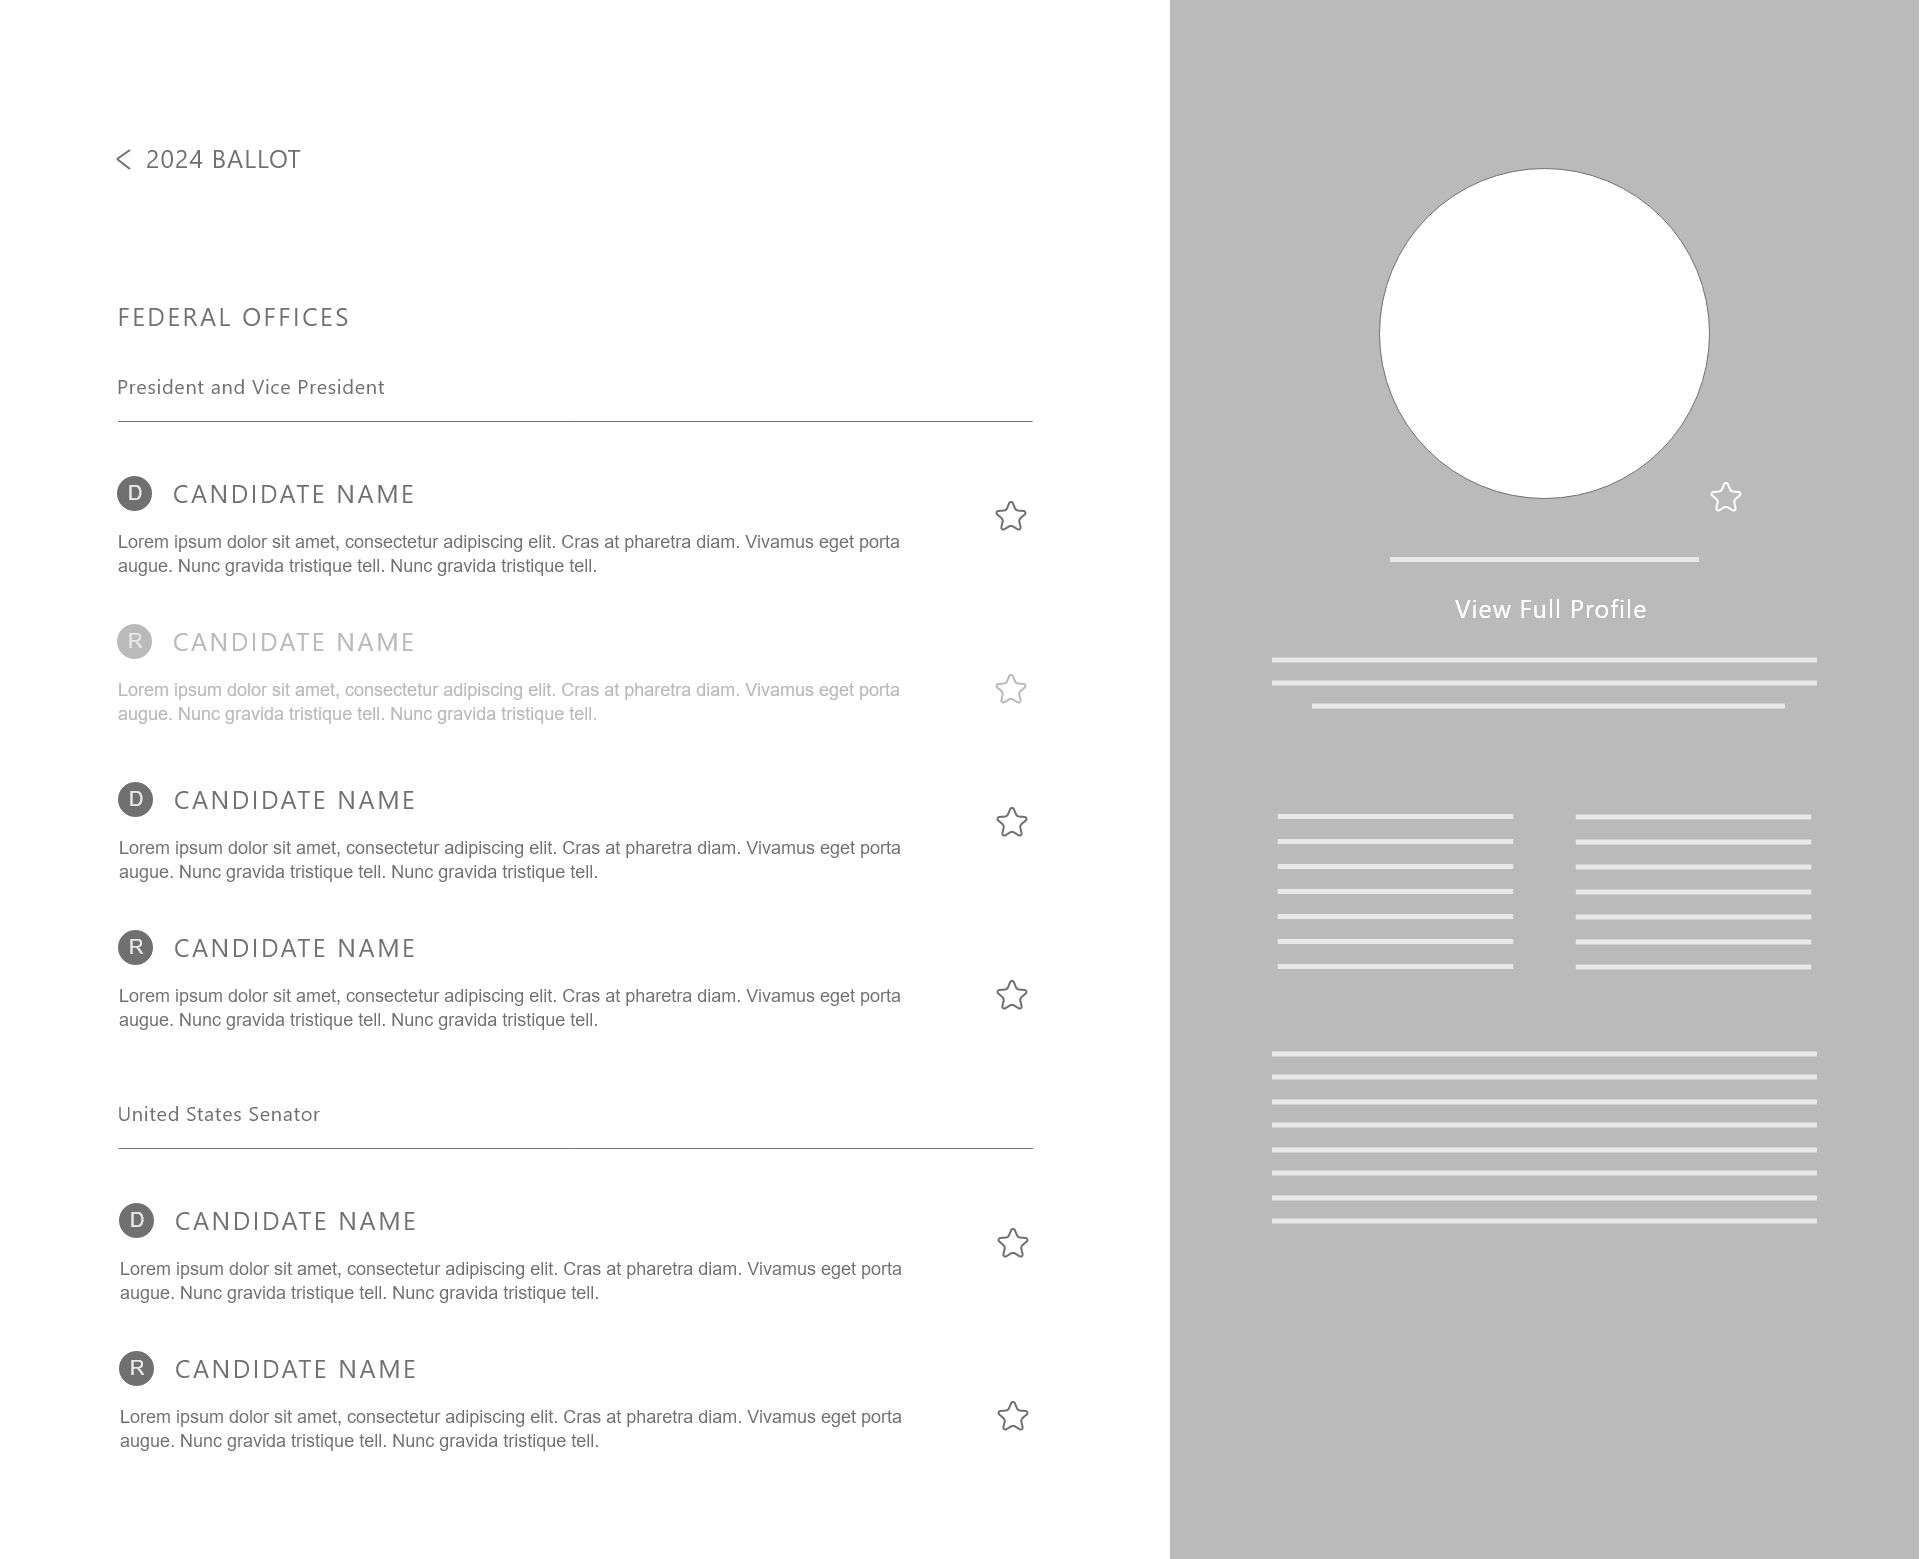 2024 BALLOT
FEDERAL OFFICES
President and Vice President
D CANDIDATE NAME
Lorem ipsum dolor sit amet, consectetur adipiscing elit. Cras at pharetra diam. Vivamus eget porta
augue. Nunc gravida tristique tell. Nunc gravida tristique tell.
R CANDIDATE NAME
Lorem ipsum dolor sit amet, consectetur adipiscing elit. Cras at pharetra diam. Vivamus eget porta
augue. Nunc gravida tristique tell. Nunc gravida tristique tell.
D CANDIDATE NAME
Lorem ipsum dolor sit amet, consectetur adipiscing elit. Cras at pharetra diam. Vivamus eget porta
augue. Nunc gravida tristique tell. Nunc gravida tristique tell.
R CANDIDATE NAME
Lorem ipsum dolor sit amet, consectetur adipiscing elit. Cras at pharetra diam. Vivamus eget porta
augue. Nunc gravida tristique tell. Nunc gravida tristique tell.
United States Senator
D CANDIDATE NAME
Lorem ipsum dolor sit amet, consectetur adipiscing elit. Cras at pharetra diam. Vivamus eget porta
augue. Nunc gravida tristique tell. Nunc gravida tristique tell.
R CANDIDATE NAME
Lorem ipsum dolor sit amet, consectetur adipiscing elit. Cras at pharetra diam. Vivamus eget porta
augue. Nunc gravida tristique tell. Nunc gravida tristique tell.
View Full Profile